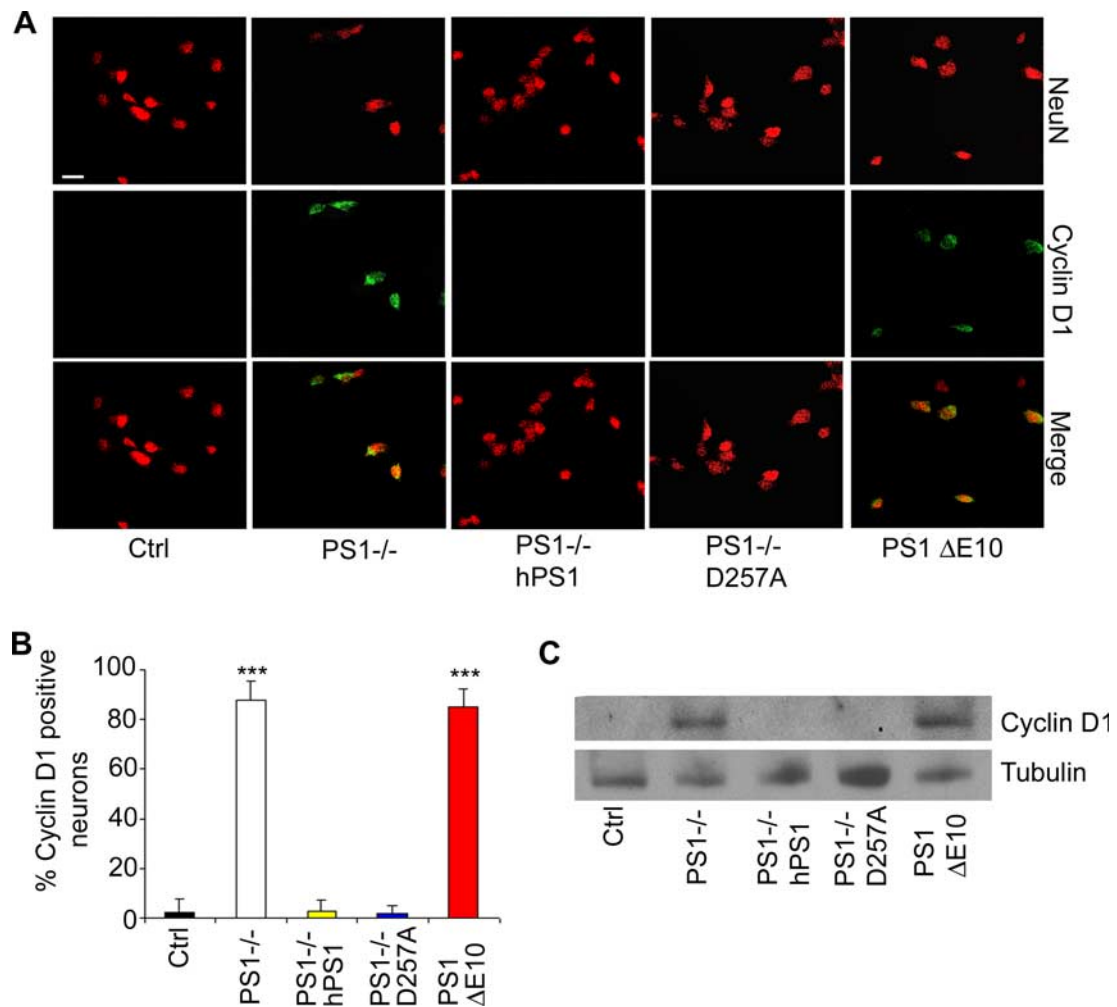 A
NeuN
Cyclin D1
Merge
Ctrl
PS1-/-
PS1-/-
hPS1
PS1-/-
D257A
PS1 ΔE10
B
% Cyclin D1 positive
neurons
100
80
60
40
20
0
***
***
Ctrl
PS1-/-
PS1-/-
hPS1
PS1-/-
D257A
PS1
ΔE10
C
Cyclin D1
Tubulin
Ctrl
PS1-/-
PS1-/-
hPS1
PS1-/-
D257A
PS1
ΔE10